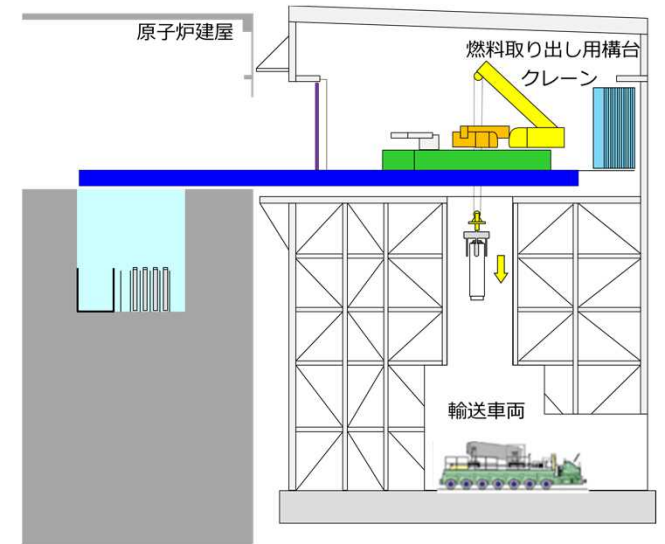 原子炉建屋
燃料取り出し用構台
クレーン
輸送車両